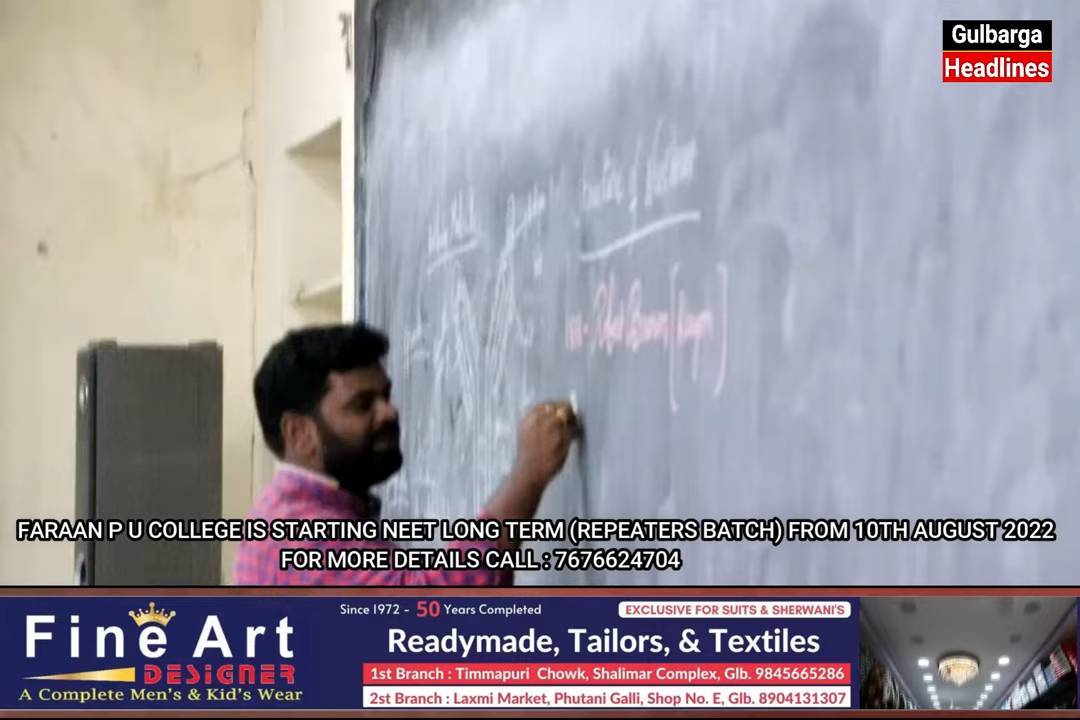 Gulbarga
Headlines
FARAAN P U COLLEGE IS STARTING NEET LONG TERM (REPEATERS BATCH) FROM 10TH AUGUST 2022
FOR MORE DETAILS CALL : 7676624704
Fine Art
DESIGNER
A Complete Men's & Kid's Wear
Since 1972 - 50 Years Completed
EXCLUSIVE FOR SUITS & SHERWANI'S
Readymade, Tailors, & Textiles
1st Branch : Timmapuri Chowk, Shalimar Complex, Glb. 9845665286
2st Branch : Laxmi Market, Phutani Galli, Shop No. E, Glb. 8904131307